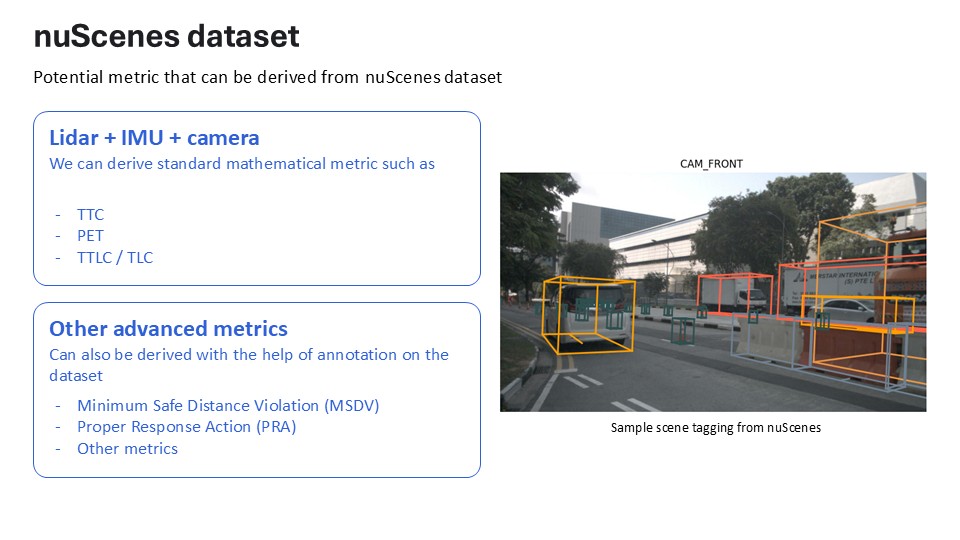 nuScenes dataset
Potential metric that can be derived from nuScenes dataset
Lidar + IMU + camera
We can derive standard mathematical metric such as
- TTC
- PET
- TTLC / TLC
Other advanced metrics
Can also be derived with the help of annotation on the
dataset
- Minimum Safe Distance Violation (MSDV)
- Proper Response Action (PRA)
- Other metrics
CAM_FRONT
INTERNATIONAL
(S) PTE
Sample scene tagging from nuScenes